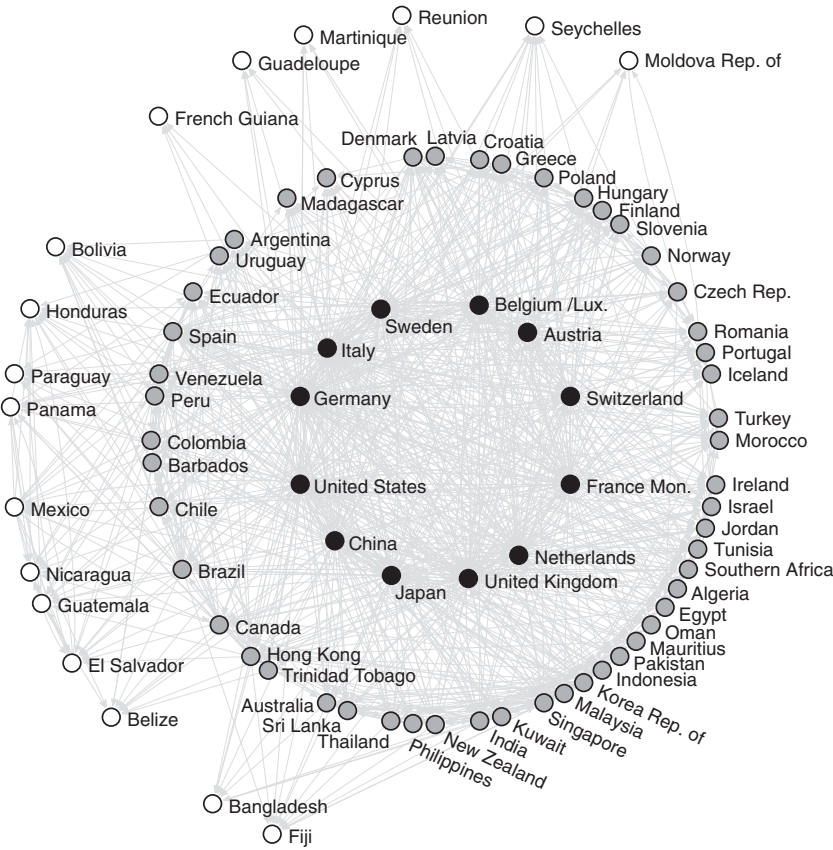 Reunion
Seychelles
Martinique
Guadeloupe
Moldova Rep. of
French Guiana
Denmark
Latvia
Croatia
Greece
Cyprus
Poland
Madagascar
Hungary
Finland
Slovenia
Argentina
Bolivia
Uruguay
Norway
Ecuador
Czech Rep.
Honduras
Belgium /Lux.
Sweden
Spain
Austria
Romania
Italy
Portugal
Paraguay
Venezuela
Iceland
Peru
Germany
Switzerland
Panama
Turkey
Colombia
Morocco
Barbados
United States
France Mon.
Ireland
Mexico
Chile
Israel
Jordan
China
Tunisia
Netherlands
Nicaragua
Brazil
United Kingdom
Southern Africa
Japan
Algeria
Guatemala
Egypt
Canada
Oman
Mauritius
Hong Kong
El Salvador
Pakistan
Trinidad Tobago
Indonesia
Korea Rep. of
Australia
Malaysia
Belize
Sri Lanka
Singapore
Thailand
Kuwait
India
New Zealand
Philippines
Bangladesh
Fiji